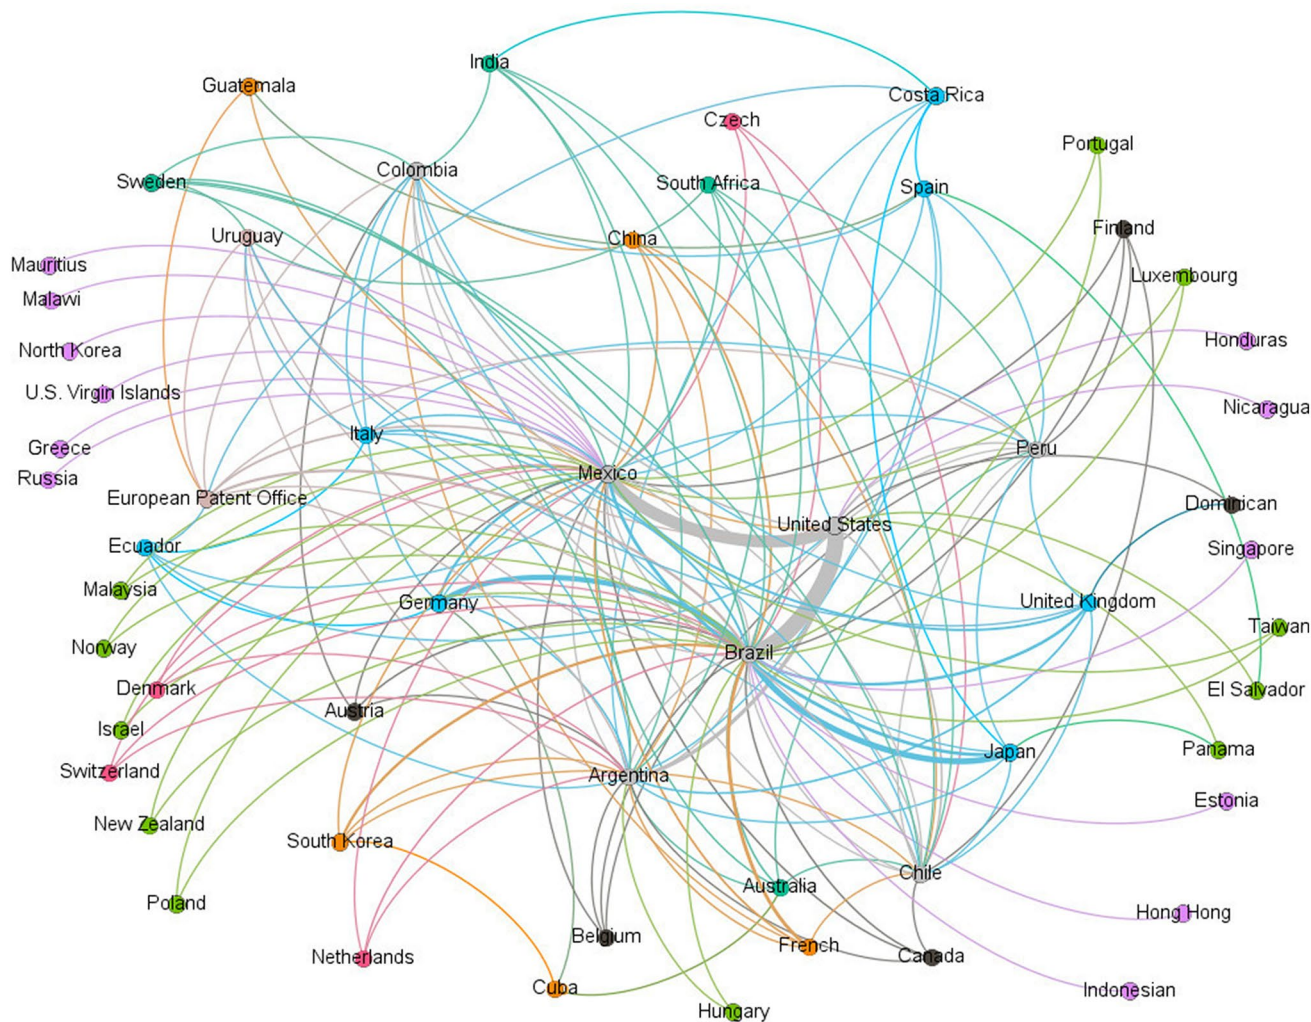 India
Guatemala
Costa Rica
Czech
Portugal
Colombia
Sweden
South Africa
Spain
Uruguay
China
Finland
Mauritius
Luxembourg
Malawi
North Korea
Honduras
U.S. Virgin Islands
Nicaragua
Italy
Greece
Peru
Russia
Mexico
European Patent Office
Dominican
United States
Ecuador
Singapore
Malaysia
Germany
United Kingdom
Taiwan
Norway
Brazil
Denmark
El Salvador
Austria
Israel
Japan
Panama
Switzerland
Argentina
Estonia
New Zealand
South Korea
Chile
Australia
Poland
Hong Hong
Belgium
French
Netherlands
Canada
Cuba
Indonesian
Hungary